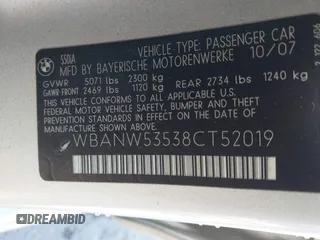 BMW
550IA
VEHICLE TYPE: PASSENGER CAR
MFD BY BAYERISCHE MOTORENWERKE 10/07
GVWR 5071 lbs 2300 kg
GAWR·FRONT 2469 lbs 1120 kg REAR 2734 lbs 1240 kg
THIS VEHICLE CONFORMS TO ALL APPLICABLE
FEDERAL MOTOR VEHICLE SAFETY,
BUMPER AND THEFT PREVENTION STANDARDS
IN EFFECT ON THE DATE OF MANUFACTURE
SHOWN ABOVE.
WBANW53538CT52019
DREAMBID
DREAMBID